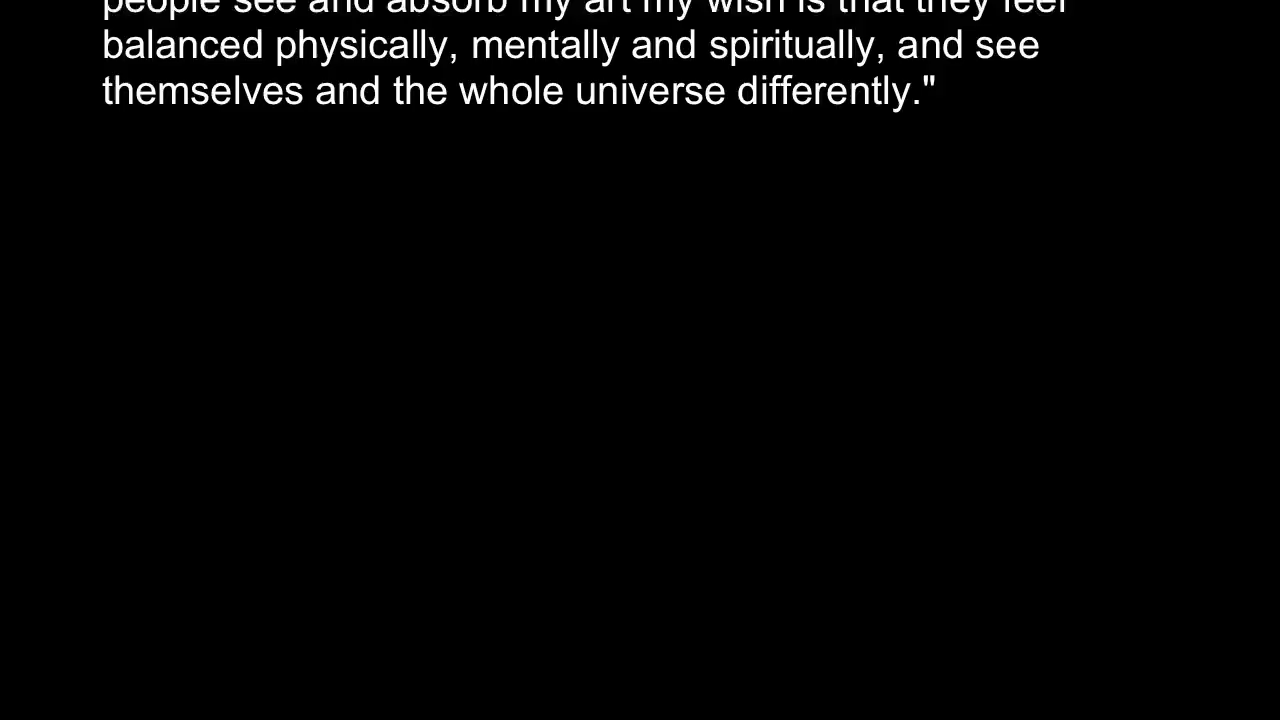 people see and absorb my art my wish is that they feel
balanced physically, mentally and spiritually, and see
themselves and the whole universe differently."